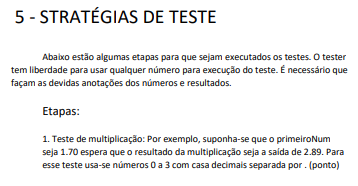 5 - STRATÉGIAS DE TESTE
Abaixo estão algumas etapas para que sejam executados os testes. O tester
tem liberdade para usar qualquer número para execução do teste. É necessário que
façam as devidas anotações dos números e resultados.
Etapas:
1. Teste de multiplicação: Por exemplo, suponha-se que o primeiroNum
seja 1.70 espera que o resultado da multiplicação seja a saída de 2.89. Para
esse teste usa-se números 0 a 3 com casa decimais separada por . (ponto)